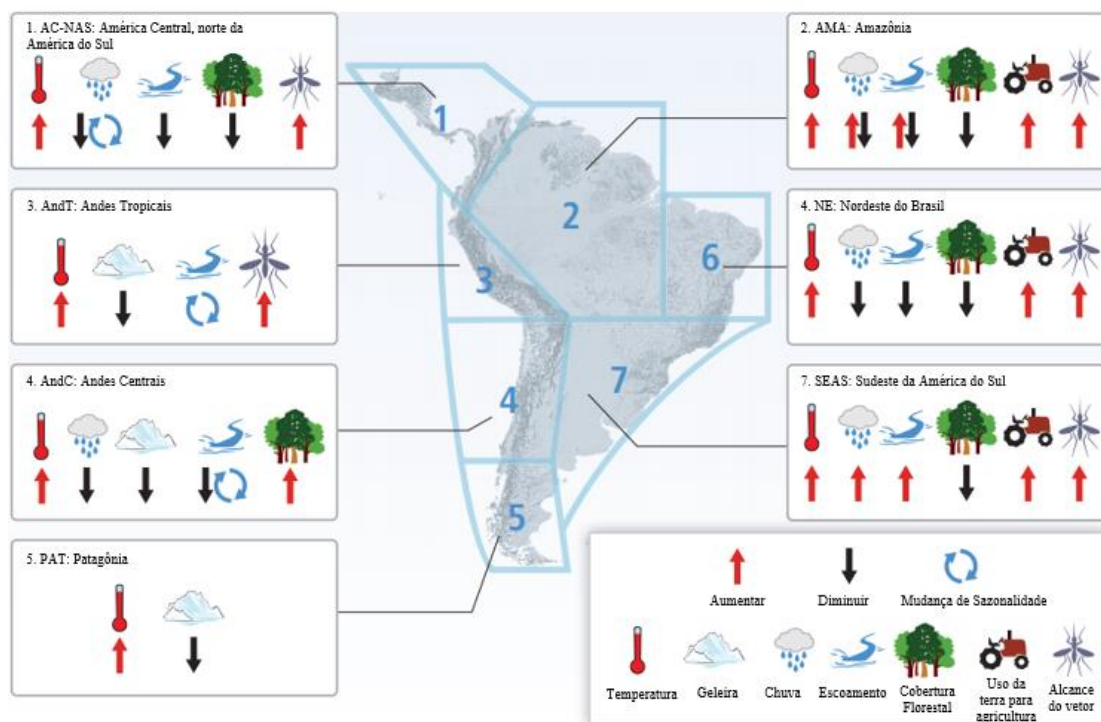 1. AC-NAS: América Central, norte da
América do Sul
2. AMA: Amazônia
3. AndT: Andes Tropicais
4. NE: Nordeste do Brasil
4. AndC: Andes Centrais
7. SEAS: Sudeste da América do Sul
5. PAT: Patagônia
1
2
3
6
4
7
5
Aumentar
Diminuir
Mudança de Sazonalidade
Temperatura
Geleira
Chuva
Escoamento
Cobertura
Florestal
Uso da
terra para
agricultura
Alcance
do vetor